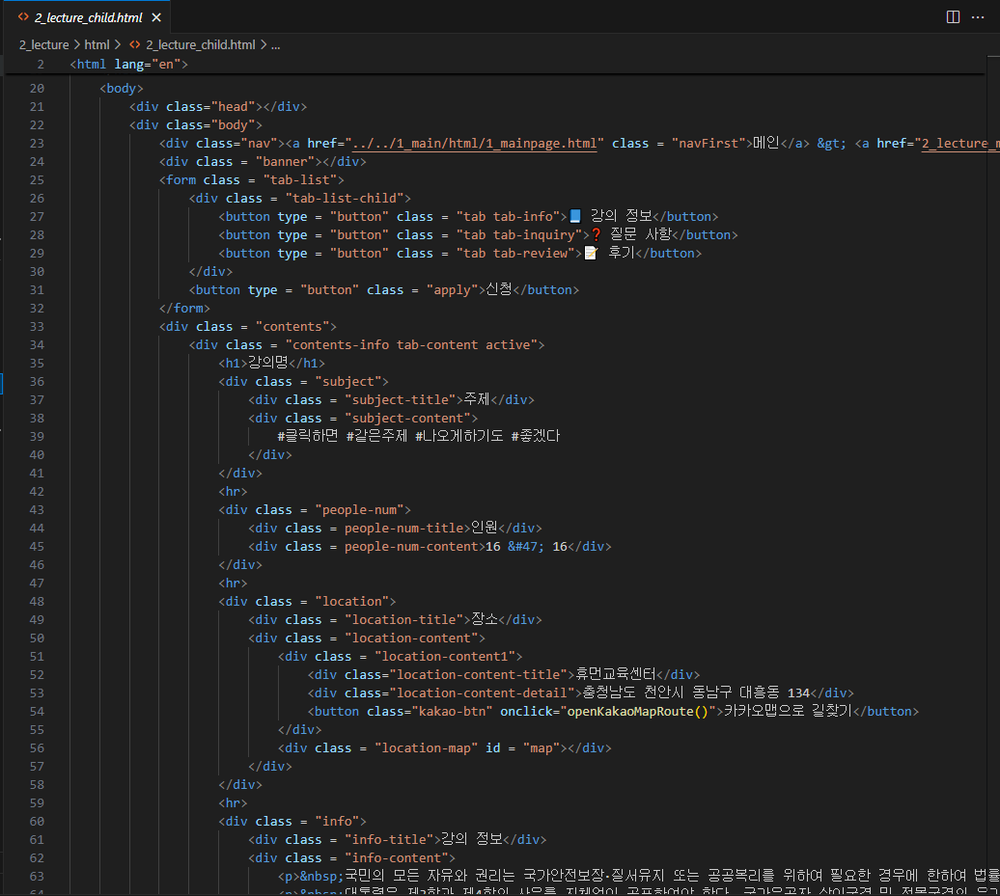 2_lecture_child.html
2_lecture > html > 2_lecture_child.html > ...
2 <html lang="en">
20 <body>
21 <div class="head"></div>
22 <div class="body">
23 <div class="nav"><a href="../../1_main/html/1_mainpage.html" class = "navFirst">메인</a> &gt; <a href="2_lecture_
24 <div class = "banner"></div>
25 <form class = "tab-list">
26 <div class = "tab-list-child">
27 <button type = "button" class = "tab tab-info">📘 강의 정보</button>
28 <button type = "button" class = "tab tab-inquiry">❓ 질문 사항</button>
29 <button type = "button" class = "tab tab-review">📝 후기</button>
30 </div>
31 <button type = "button" class = "apply">신청</button>
32 </form>
33 <div class = "contents">
34 <div class = "contents-info tab-content active">
35 <h1>강의명</h1>
36 <div class = "subject">
37 <div class = "subject-title">주제</div>
38 <div class = "subject-content">
39 #클릭하면 #같은주제 #나오게하기도 #좋겠다
40 </div>
41 </div>
42 <hr>
43 <div class = "people-num">
44 <div class = people-num-title>인원</div>
45 <div class = people-num-content>16 &#47; 16</div>
46 </div>
47 <hr>
48 <div class = "location">
49 <div class = "location-title">장소</div>
50 <div class = "location-content">
51 <div class = "location-content1">
52 <div class="location-content-title">휴먼교육센터</div>
53 <div class="location-content-detail">충청남도 천안시 동남구 대흥동 134</div>
54 <button class="kakao-btn" onclick="openKakaoMapRoute()">카카오맵으로 길찾기</button>
55 </div>
56 <div class = "location-map" id = "map"></div>
57 </div>
58 </div>
59 <hr>
60 <div class = "info">
61 <div class = "info-title">강의 정보</div>
62 <div class = "info-content">
63 <p>&nbsp;국민의 모든 자유와 권리는 국가안전보장·질서유지 또는 공공복리를 위하여 필요한 경우에 한하여 법률